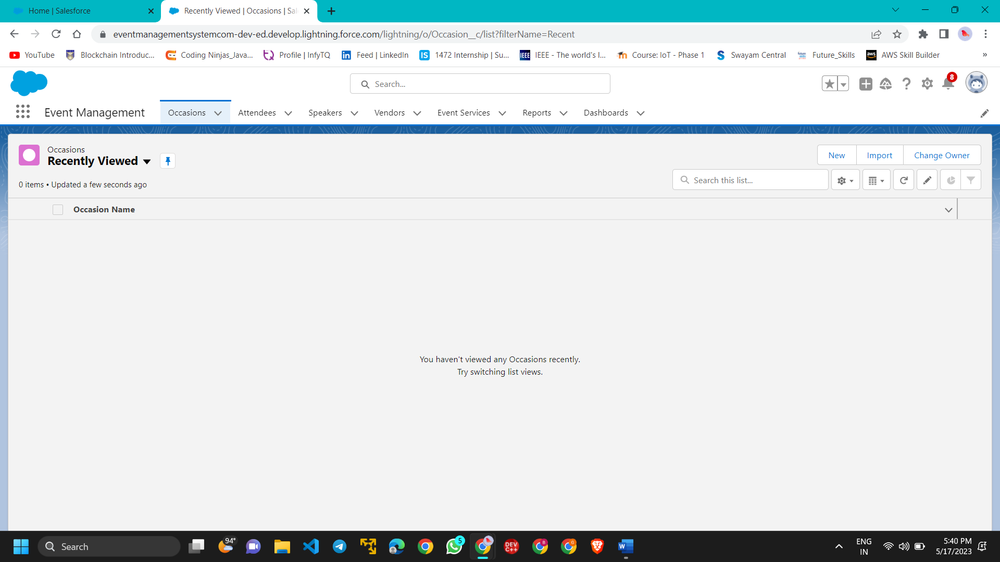 Home | Salesforce
Recently Viewed | Occasions | Sal
eventmanagementsystemcom-dev-ed.develop.lightning.force.com/lightning/o/Occasion__c/list?filterName=Recent
YouTube
Blockchain Introduc...
Coding Ninjas_Java...
Profile | InfyTQ
Feed | LinkedIn
1472 Internship | Su...
IEEE - The world's l...
Course: IoT - Phase 1
Swayam Central
Future_Skills
AWS Skill Builder
»
Search...
8
Event Management
Occasions
Attendees
Speakers
Vendors
Event Services
Reports
Dashboards
Occasions
Recently Viewed
New
Import
Change Owner
0 items • Updated a few seconds ago
Search this list...
Occasion Name
You haven't viewed any Occasions recently.
Try switching list views.
Search
94°
5
DEV
C++
B
G
W
ENG
IN
5:40 PM
5/17/2023